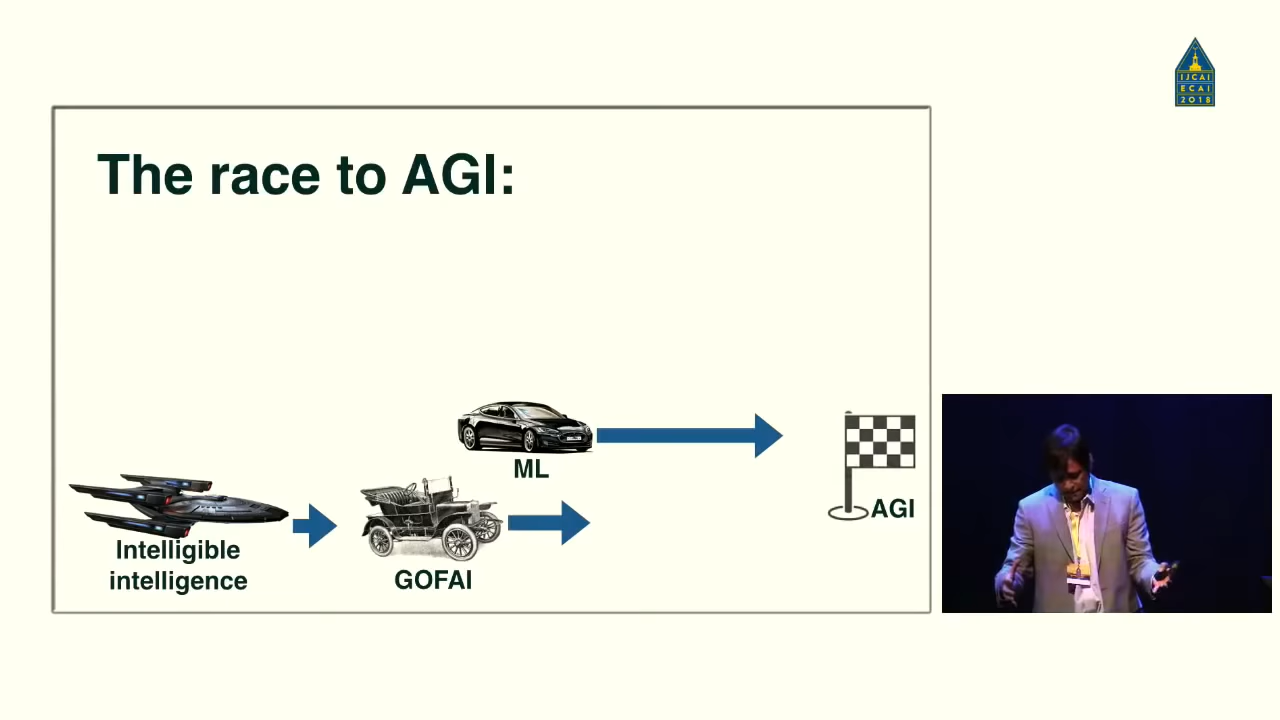 IJCAI
ECAI
2018
The race to AGI:
ML
AGI
Intelligible
intelligence
GOFAI